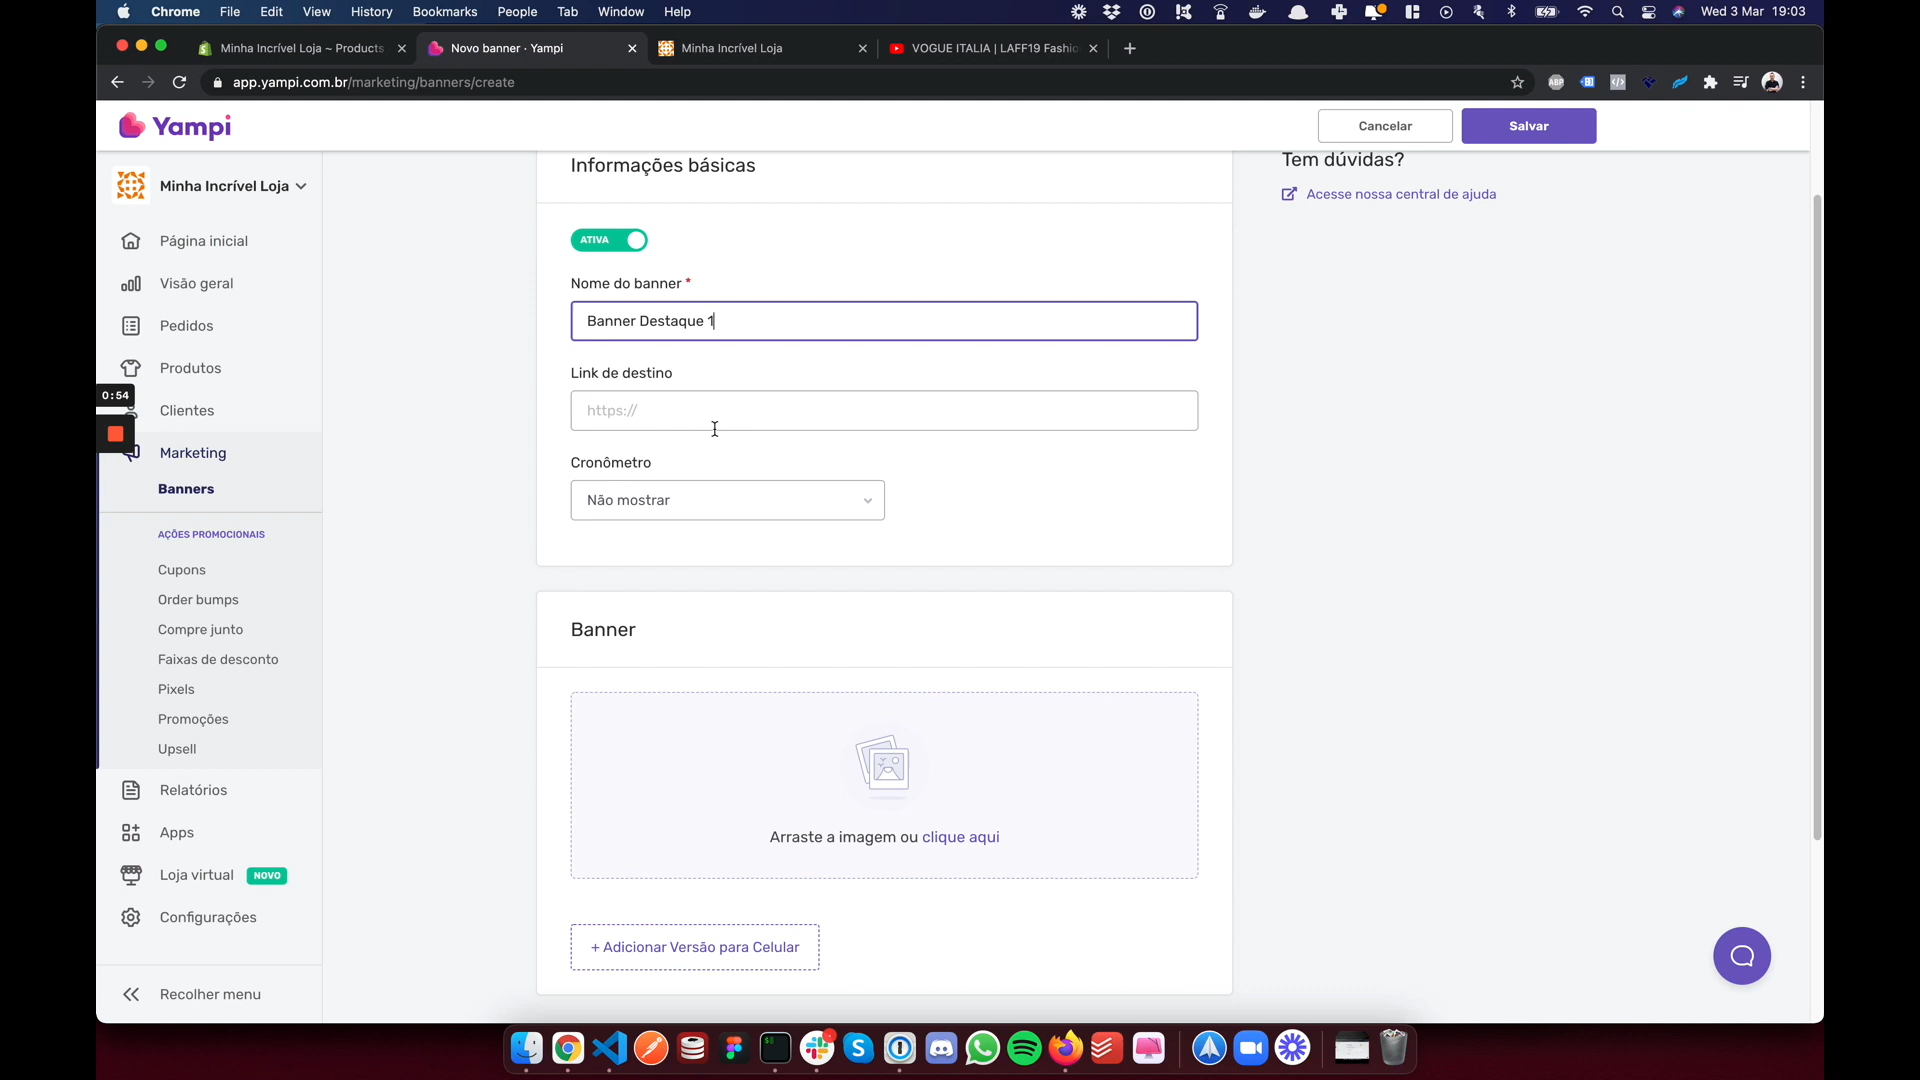 Chrome File Edit View History Bookmarks People Tab Window Help
Wed 3 Mar 19:03
Minha Incrível Loja ~ Products
Novo banner · Yampi
Minha Incrível Loja
VOGUE ITALIA | LAFF19 Fashio
app.yampi.com.br/marketing/banners/create
ABP
Yampi
Cancelar
Salvar
Minha Incrível Loja
Página inicial
Visão geral
Pedidos
Produtos
0:54
Clientes
Marketing
Banners
AÇÕES PROMOCIONAIS
Cupons
Order bumps
Compre junto
Faixas de desconto
Pixels
Promoções
Upsell
Relatórios
Apps
Loja virtual NOVO
Configurações
Recolher menu
Informações básicas
ATIVA
Nome do banner *
Banner Destaque 1
Link de destino
https://
Cronômetro
Não mostrar
Banner
Arraste a imagem ou clique aqui
+ Adicionar Versão para Celular
Tem dúvidas?
Acesse nossa central de ajuda